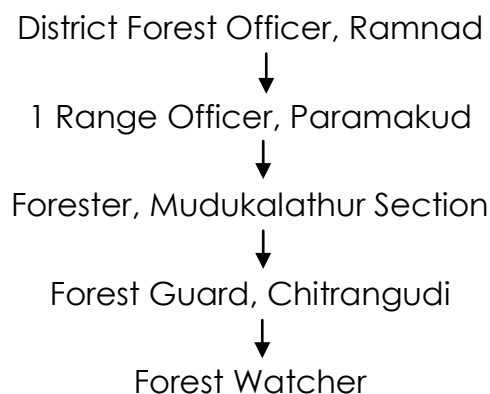 District Forest Officer, Ramnad
1 Range Officer, Paramakud
Forester, Mudukalathur Section
Forest Guard, Chitrangudi
Forest Watcher